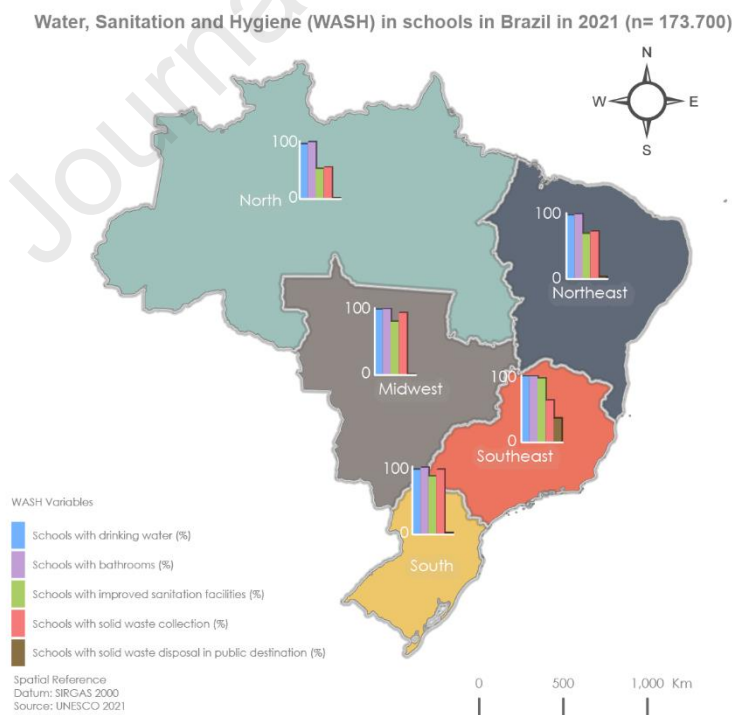 Water, Sanitation and Hygiene (WASH) in schools in Brazil in 2021 (n= 173.700)
Journa
N
W E
S
100
0
North
100
0
Northeast
100
0
Midwest
100
0
Southeast
100
0
South
WASH Variables
Schools with drinking water (%)
Schools with bathrooms (%)
Schools with improved sanitation facilities (%)
Schools with solid waste collection (%)
Schools with solid waste disposal in public destination (%)
Spatial Reference
Datum: SIRGAS 2000
Source: UNESCO 2021
0 500 1,000 Km